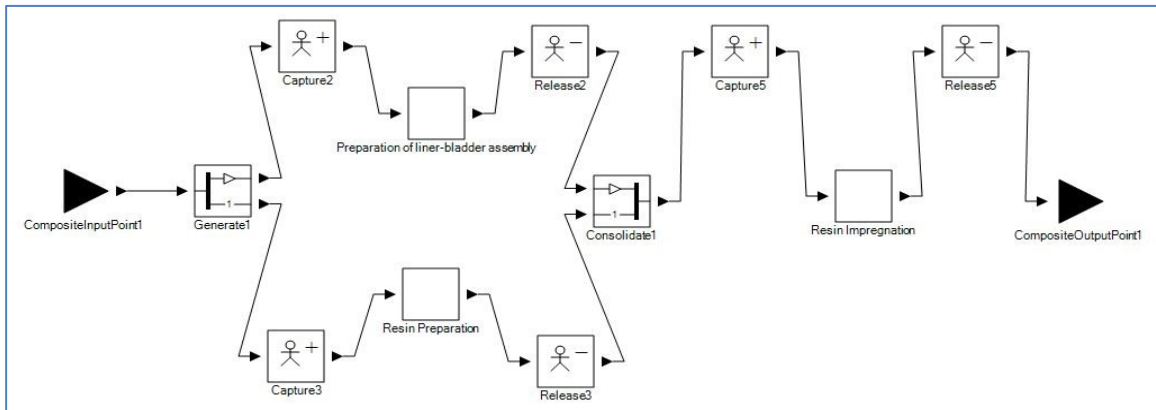 CompositeInputPoint1
Generate1
1
Capture2
+
Preparation of liner-bladder assembly
Release2
−
Capture3
+
Resin Preparation
Release3
−
Consolidate1
1
Capture5
+
Resin Impregnation
Release5
−
CompositeOutputPoint1